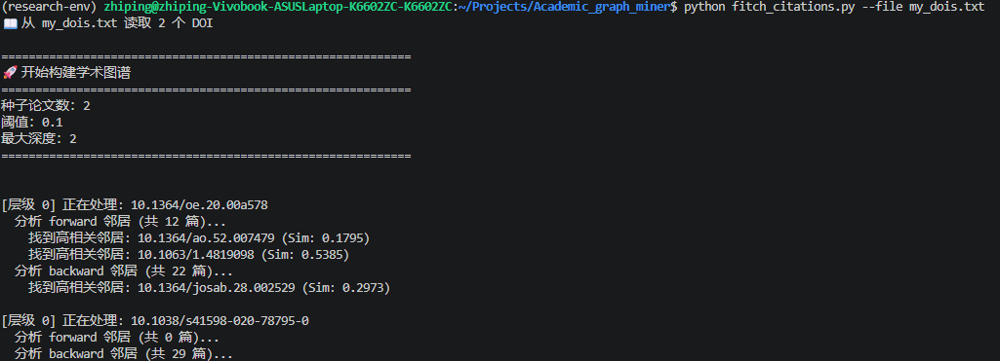 (research-env) zhiping@zhiping-Vivobook-ASUSLaptop-K6602ZC-K6602ZC:~/Projects/Academic_graph_miner$ python fitch_citations.py --file my_dois.txt
📖 从 my_dois.txt 读取 2 个 DOI
============================================================
🚀 开始构建学术图谱
============================================================
种子论文数: 2
阈值: 0.1
最大深度: 2
============================================================
[层级 0] 正在处理: 10.1364/oe.20.00a578
分析 forward 邻居 (共 12 篇)...
找到高相关邻居: 10.1364/ao.52.007479 (Sim: 0.1795)
找到高相关邻居: 10.1063/1.4819098 (Sim: 0.5385)
分析 backward 邻居 (共 22 篇)...
找到高相关邻居: 10.1364/josab.28.002529 (Sim: 0.2973)
[层级 0] 正在处理: 10.1038/s41598-020-78795-0
分析 forward 邻居 (共 0 篇)...
分析 backward 邻居 (共 29 篇)...